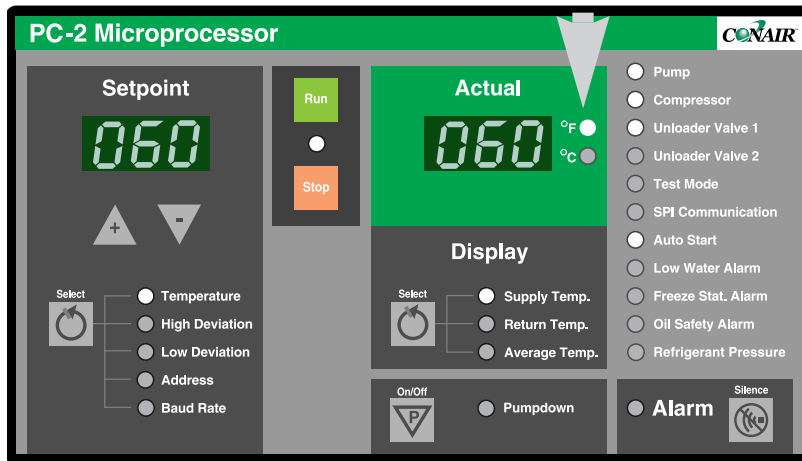 PC-2 Microprocessor
CONAIR
Setpoint
060
+
-
Select
Temperature
High Deviation
Low Deviation
Address
Baud Rate
Run
Stop
Actual
060
°F
°C
Display
Select
Supply Temp.
Return Temp.
Average Temp.
On/Off
P
Pumpdown
Pump
Compressor
Unloader Valve 1
Unloader Valve 2
Test Mode
SPI Communication
Auto Start
Low Water Alarm
Freeze Stat. Alarm
Oil Safety Alarm
Refrigerant Pressure
Alarm
Silence